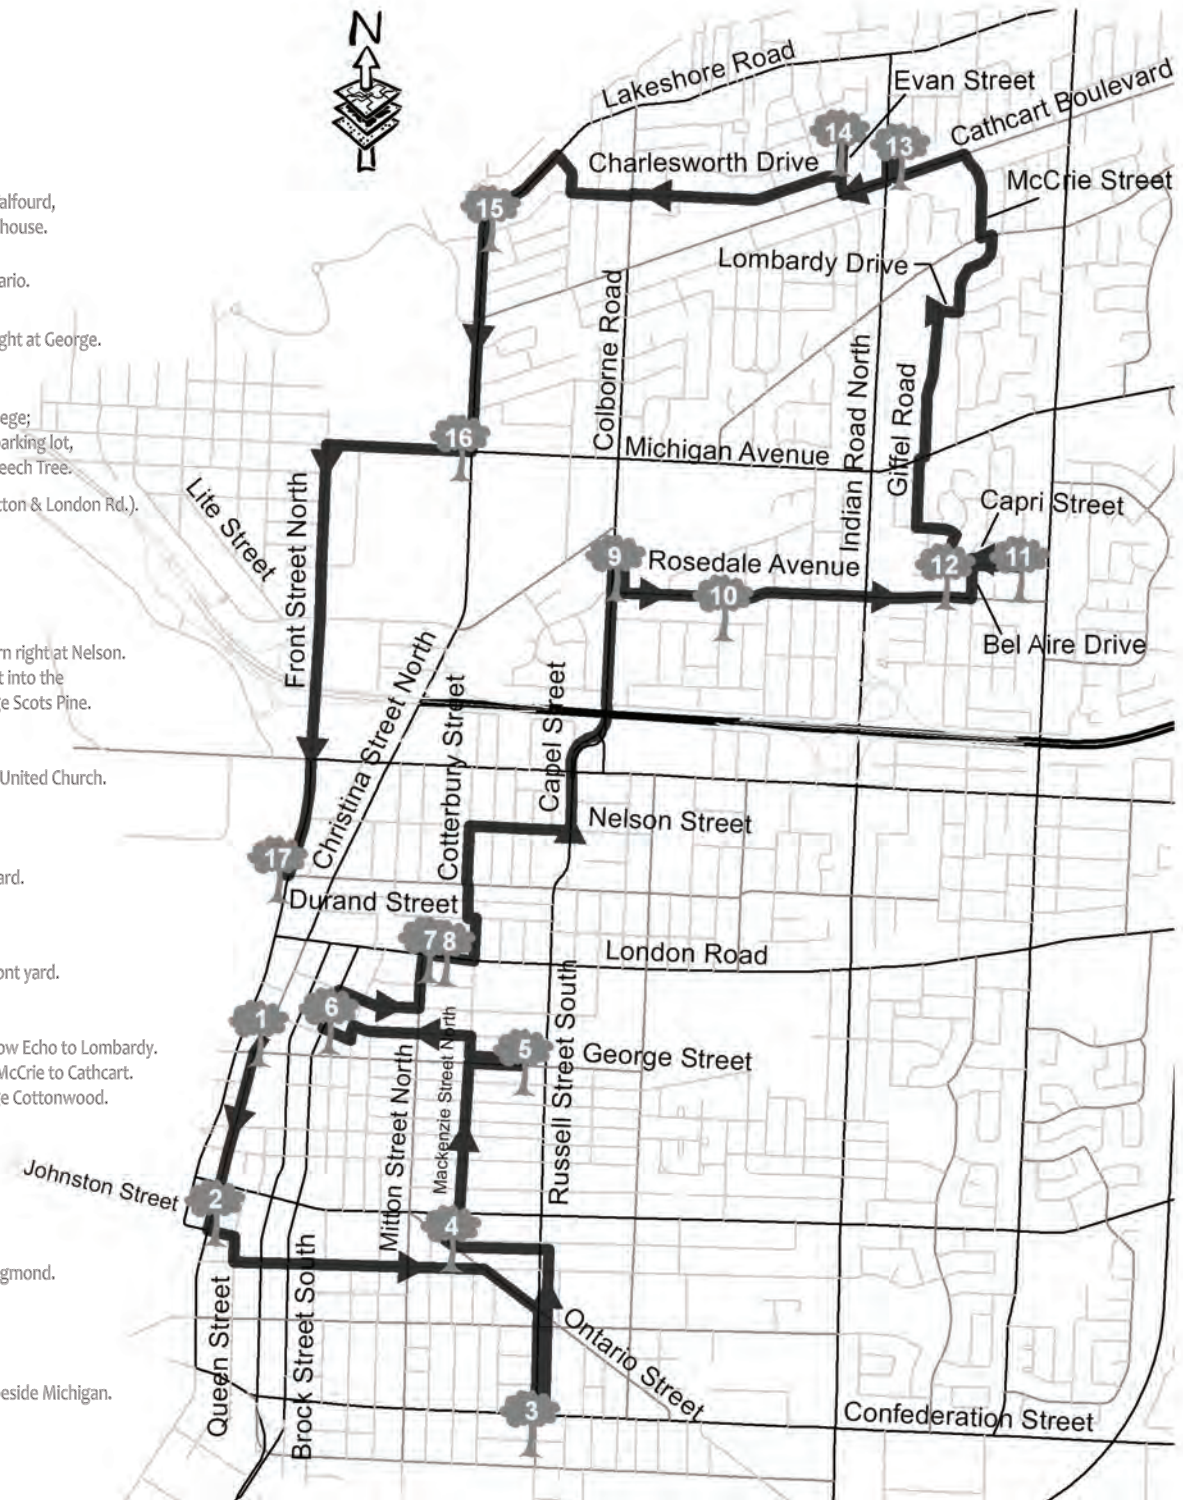 N
Lakeshore Road
Evan Street
Cathcart Boulevard
14
13
Charlesworth Drive
McCrie Street
alfourd,
house.
15
Lombardy Drive
ario.
Colborne Road
ght at George.
Indian Road North
Giffel Road
ege;
parking lot,
eech Tree.
16
Michigan Avenue
tton & London Rd.).
Lite Street
Front Street North
Capri Street
9
Rosedale Avenue
12
11
10
Bel Aire Drive
rn right at Nelson.
t into the
ge Scots Pine.
Christina Street North
Cotterbury Street
Capel Street
United Church.
Nelson Street
17
ard.
Durand Street
7
8
London Road
ont yard.
6
1
5
George Street
ow Echo to Lombardy.
McCrie to Cathcart.
ge Cottonwood.
Mitton Street North
Mackenzie Street North
Russell Street South
Johnston Street
2
4
gmond.
Queen Street
Brock Street South
Ontario Street
eside Michigan.
3
Confederation Street